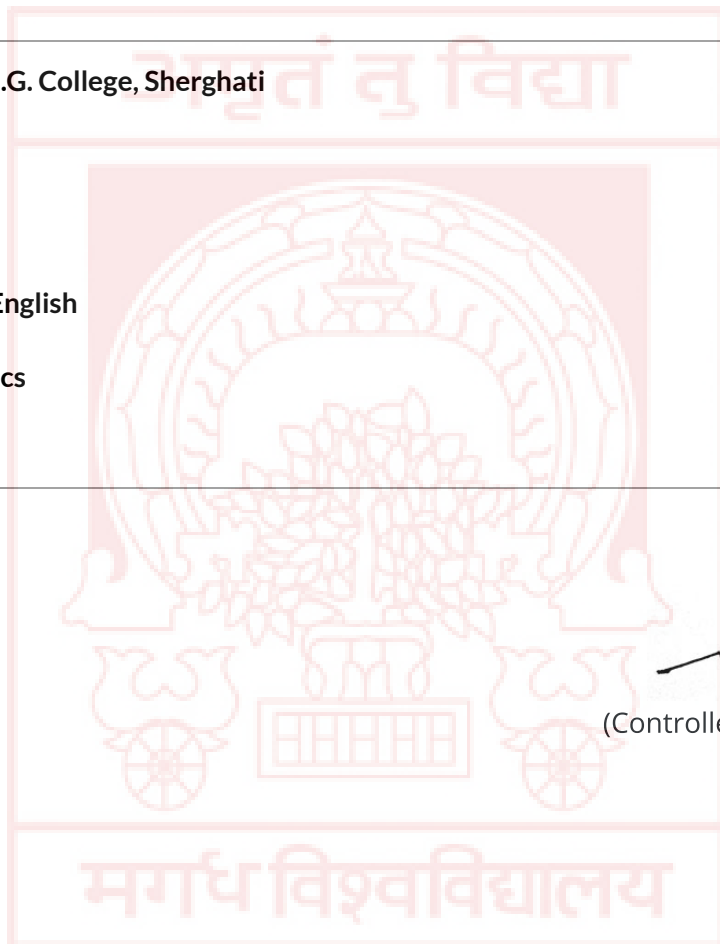 अमृतं तु विद्या
.G. College, Sherghati
English
cs
(Controlle
मगध विश्वविद्यालय